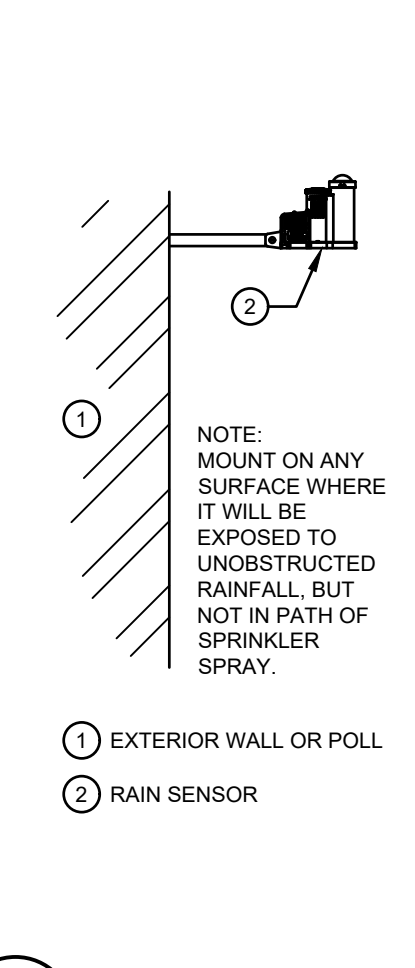 2
1
NOTE:
MOUNT ON ANY
SURFACE WHERE
IT WILL BE
EXPOSED TO
UNOBSTRUCTED
RAINFALL, BUT
NOT IN PATH OF
SPRINKLER
SPRAY.
1 EXTERIOR WALL OR POLL
2 RAIN SENSOR